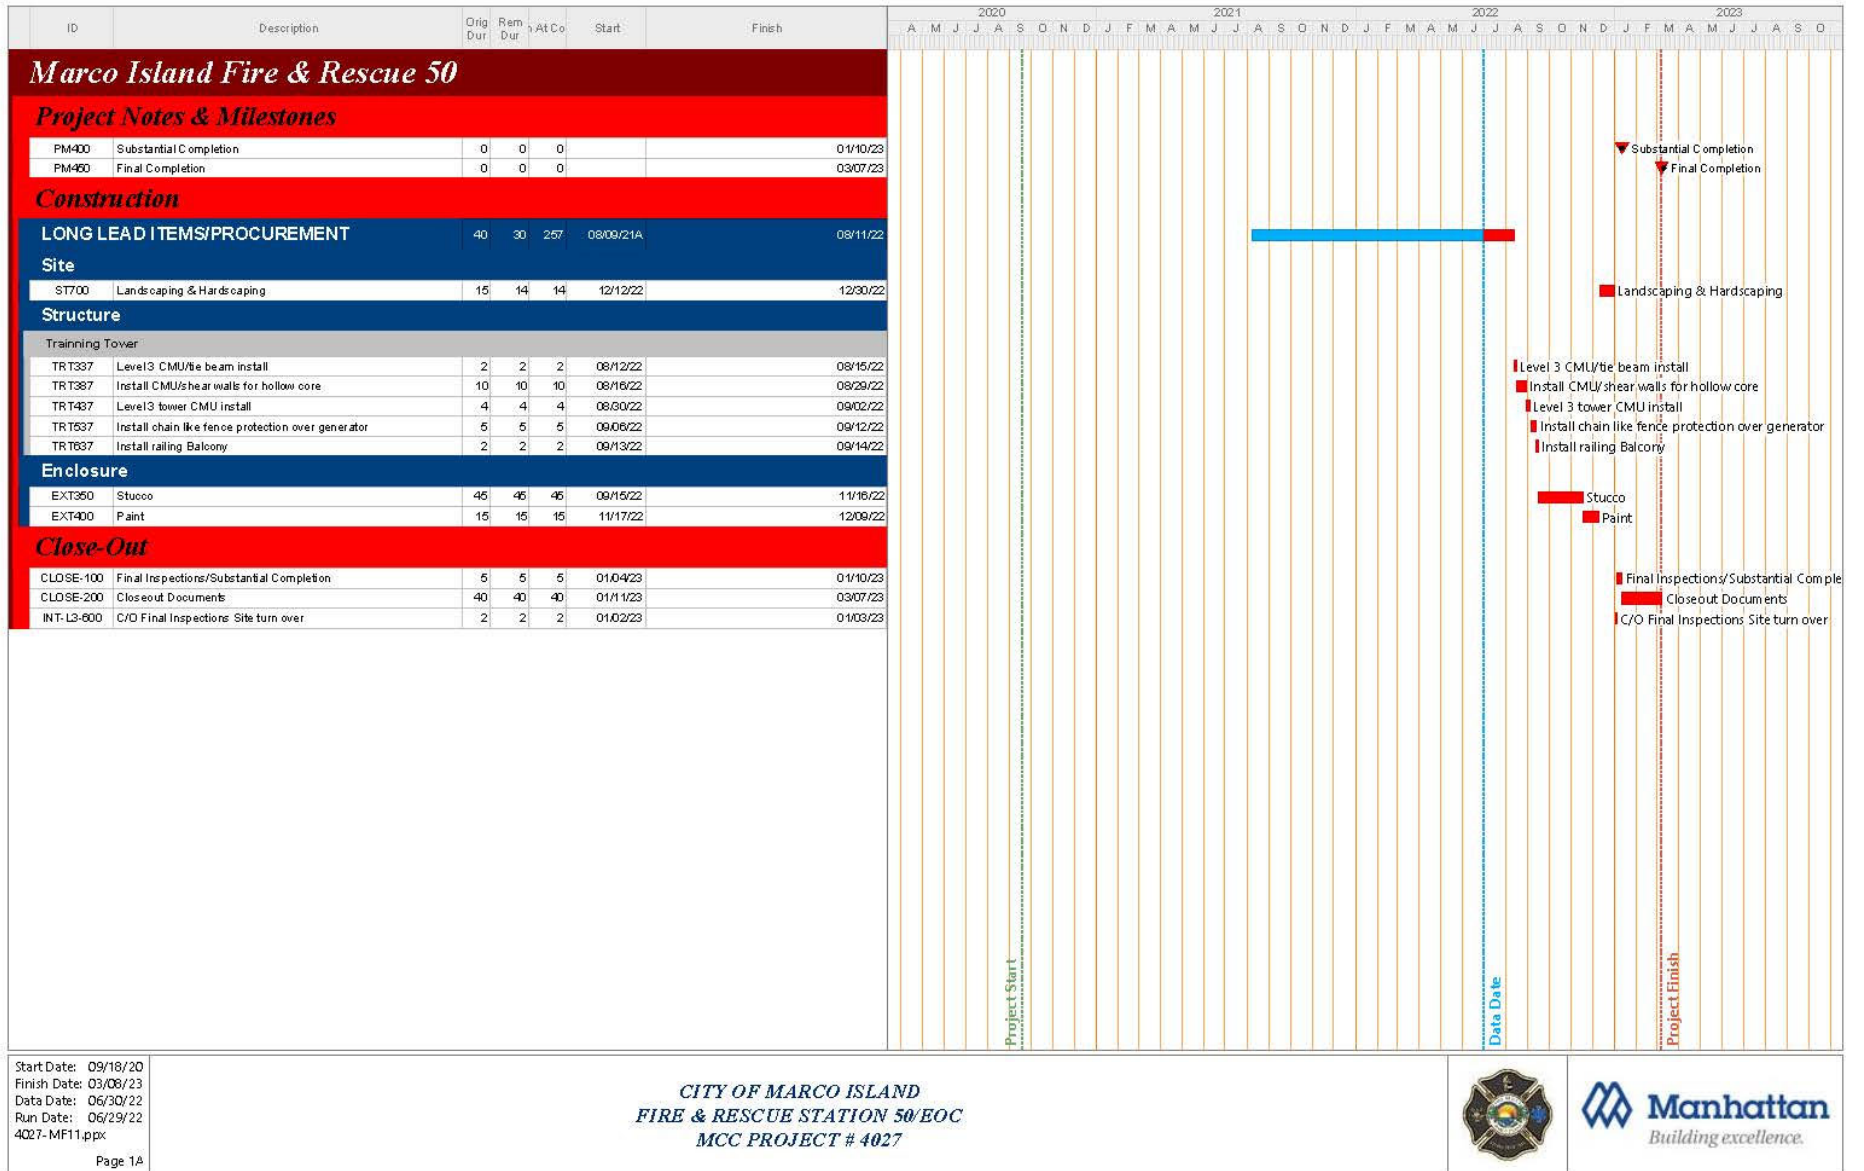 2020 2021 2022 2023
ID Description Orig Dur Rem Dur At Co Start Finish A M J J A S O N D J F M A M J J A S O N D J F M A M J J A S O N D J F M A M J J A S O
Marco Island Fire & Rescue 50
Project Notes & Milestones
PM400 Substantial Completion 0 0 0 01/10/23 Substantial Completion
PM450 Final Completion 0 0 0 03/07/23 Final Completion
Construction
LONG LEAD ITEMS/PROCUREMENT 40 30 257 08/09/21A 08/11/22
Site
ST700 Landscaping & Hardscaping 15 14 14 12/12/22 12/30/22 Landscaping & Hardscaping
Structure
Trainning Tower
TRT337 Level 3 CMU/tie beam install 2 2 2 08/12/22 08/15/22 Level 3 CMU/tie beam install
TRT387 Install CMU/shear walls for hollow core 10 10 10 08/16/22 08/29/22 Install CMU/shear walls for hollow core
TRT437 Level 3 tower CMU install 4 4 4 08/30/22 09/02/22 Level 3 tower CMU install
TRT537 Install chain like fence protection over generator 5 5 5 09/06/22 09/12/22 Install chain like fence protection over generator
TRT637 Install railing Balcony 2 2 2 09/13/22 09/14/22 Install railing Balcony
Enclosure
EXT350 Stucco 45 45 45 09/15/22 11/16/22 Stucco
EXT400 Paint 15 15 15 11/17/22 12/09/22 Paint
Close-Out
CLOSE-100 Final Inspections/Substantial Completion 5 5 5 01/04/23 01/10/23 Final Inspections/Substantial Comple
CLOSE-200 Closeout Documents 40 40 40 01/11/23 03/07/23 Closeout Documents
INT-L3-600 C/O Final Inspections Site turn over 2 2 2 01/02/23 01/03/23 C/O Final Inspections Site turn over
Project Start
Data Date
Project Finish
Start Date: 09/18/20
Finish Date: 03/08/23
Data Date: 06/30/22
Run Date: 06/29/22
4027-MF11.ppx
Page 1A
CITY OF MARCO ISLAND
FIRE & RESCUE STATION 50/EOC
MCC PROJECT # 4027
Manhattan
Building excellence.